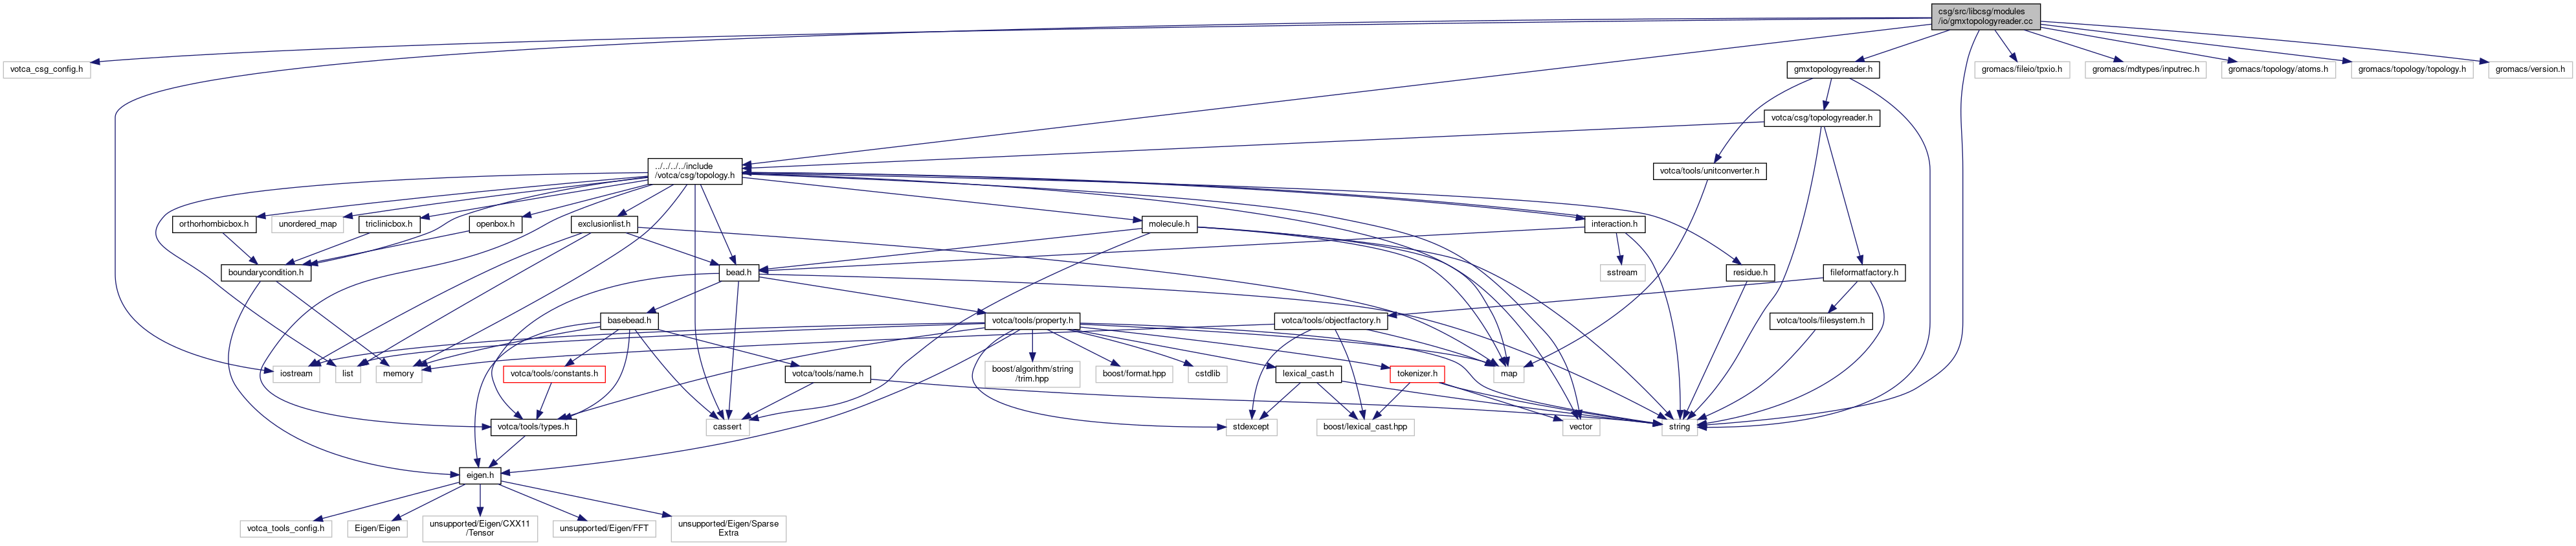 csg/src/libcsg/modules
/io/gmxtopologyreader.cc
votca_csg_config.h
gmxtopologyreader.h
gromacs/fileio/tpxio.h
gromacs/mdtypes/inputrec.h
gromacs/topology/atoms.h
gromacs/topology/topology.h
gromacs/version.h
votca/csg/topologyreader.h
../../../../include
/votca/csg/topology.h
votca/tools/unitconverter.h
orthorhombicbox.h
unordered_map
triclinicbox.h
openbox.h
exclusionlist.h
molecule.h
interaction.h
boundarycondition.h
bead.h
sstream
residue.h
fileformatfactory.h
basebead.h
votca/tools/property.h
votca/tools/objectfactory.h
votca/tools/filesystem.h
iostream
list
memory
votca/tools/constants.h
votca/tools/name.h
boost/algorithm/string
/trim.hpp
boost/format.hpp
cstdlib
lexical_cast.h
tokenizer.h
map
votca/tools/types.h
cassert
stdexcept
boost/lexical_cast.hpp
vector
string
eigen.h
votca_tools_config.h
Eigen/Eigen
unsupported/Eigen/CXX11
/Tensor
unsupported/Eigen/FFT
unsupported/Eigen/Sparse
Extra